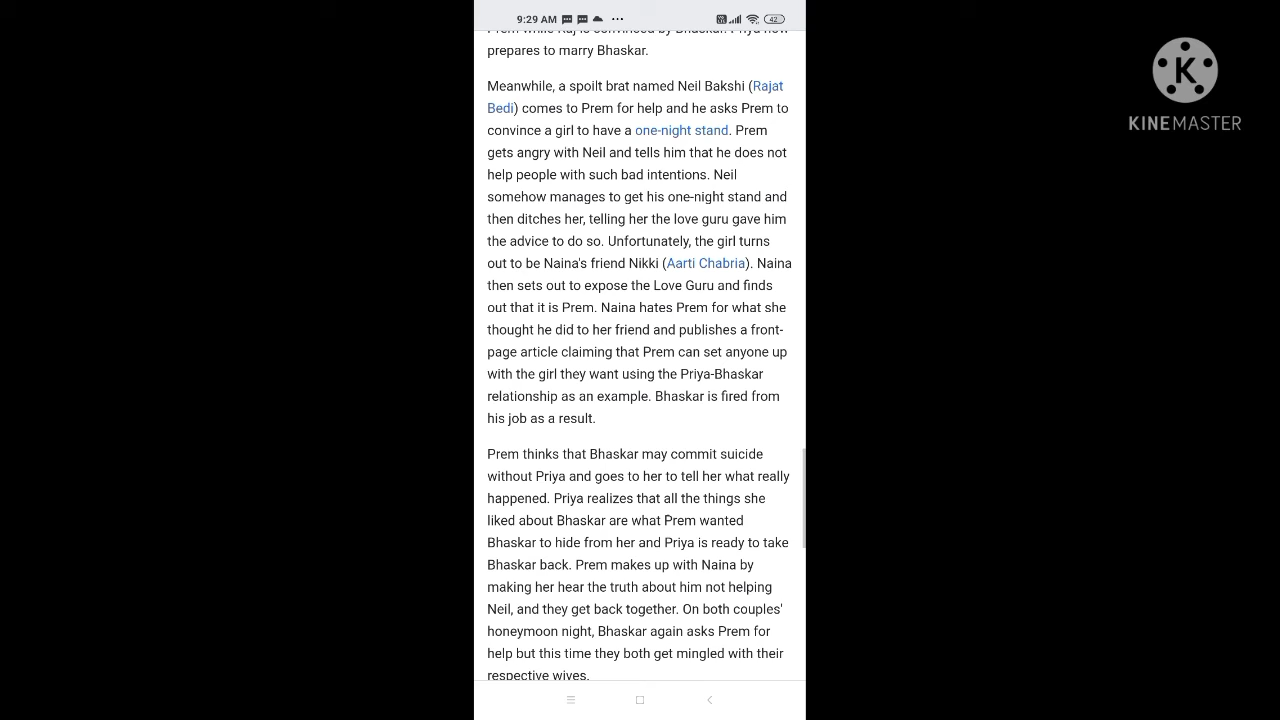 9:29 AM
42
prepares to marry Bhaskar.
Meanwhile, a spoilt brat named Neil Bakshi (Rajat
Bedi) comes to Prem for help and he asks Prem to
convince a girl to have a one-night stand. Prem
gets angry with Neil and tells him that he does not
help people with such bad intentions. Neil
somehow manages to get his one-night stand and
then ditches her, telling her the love guru gave him
the advice to do so. Unfortunately, the girl turns
out to be Naina's friend Nikki (Aarti Chabria). Naina
then sets out to expose the Love Guru and finds
out that it is Prem. Naina hates Prem for what she
thought he did to her friend and publishes a front-
page article claiming that Prem can set anyone up
with the girl they want using the Priya-Bhaskar
relationship as an example. Bhaskar is fired from
his job as a result.
Prem thinks that Bhaskar may commit suicide
without Priya and goes to her to tell her what really
happened. Priya realizes that all the things she
liked about Bhaskar are what Prem wanted
Bhaskar to hide from her and Priya is ready to take
Bhaskar back. Prem makes up with Naina by
making her hear the truth about him not helping
Neil, and they get back together. On both couples'
honeymoon night, Bhaskar again asks Prem for
help but this time they both get mingled with their
respective wives.
K
KINEMASTER